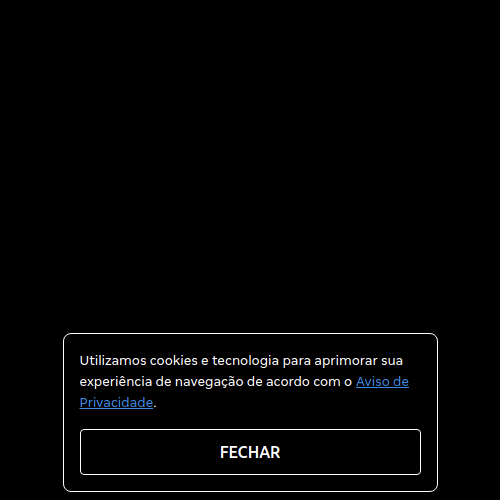 Utilizamos cookies e tecnologia para aprimorar sua
experiência de navegação de acordo com o Aviso de
Privacidade.
FECHAR